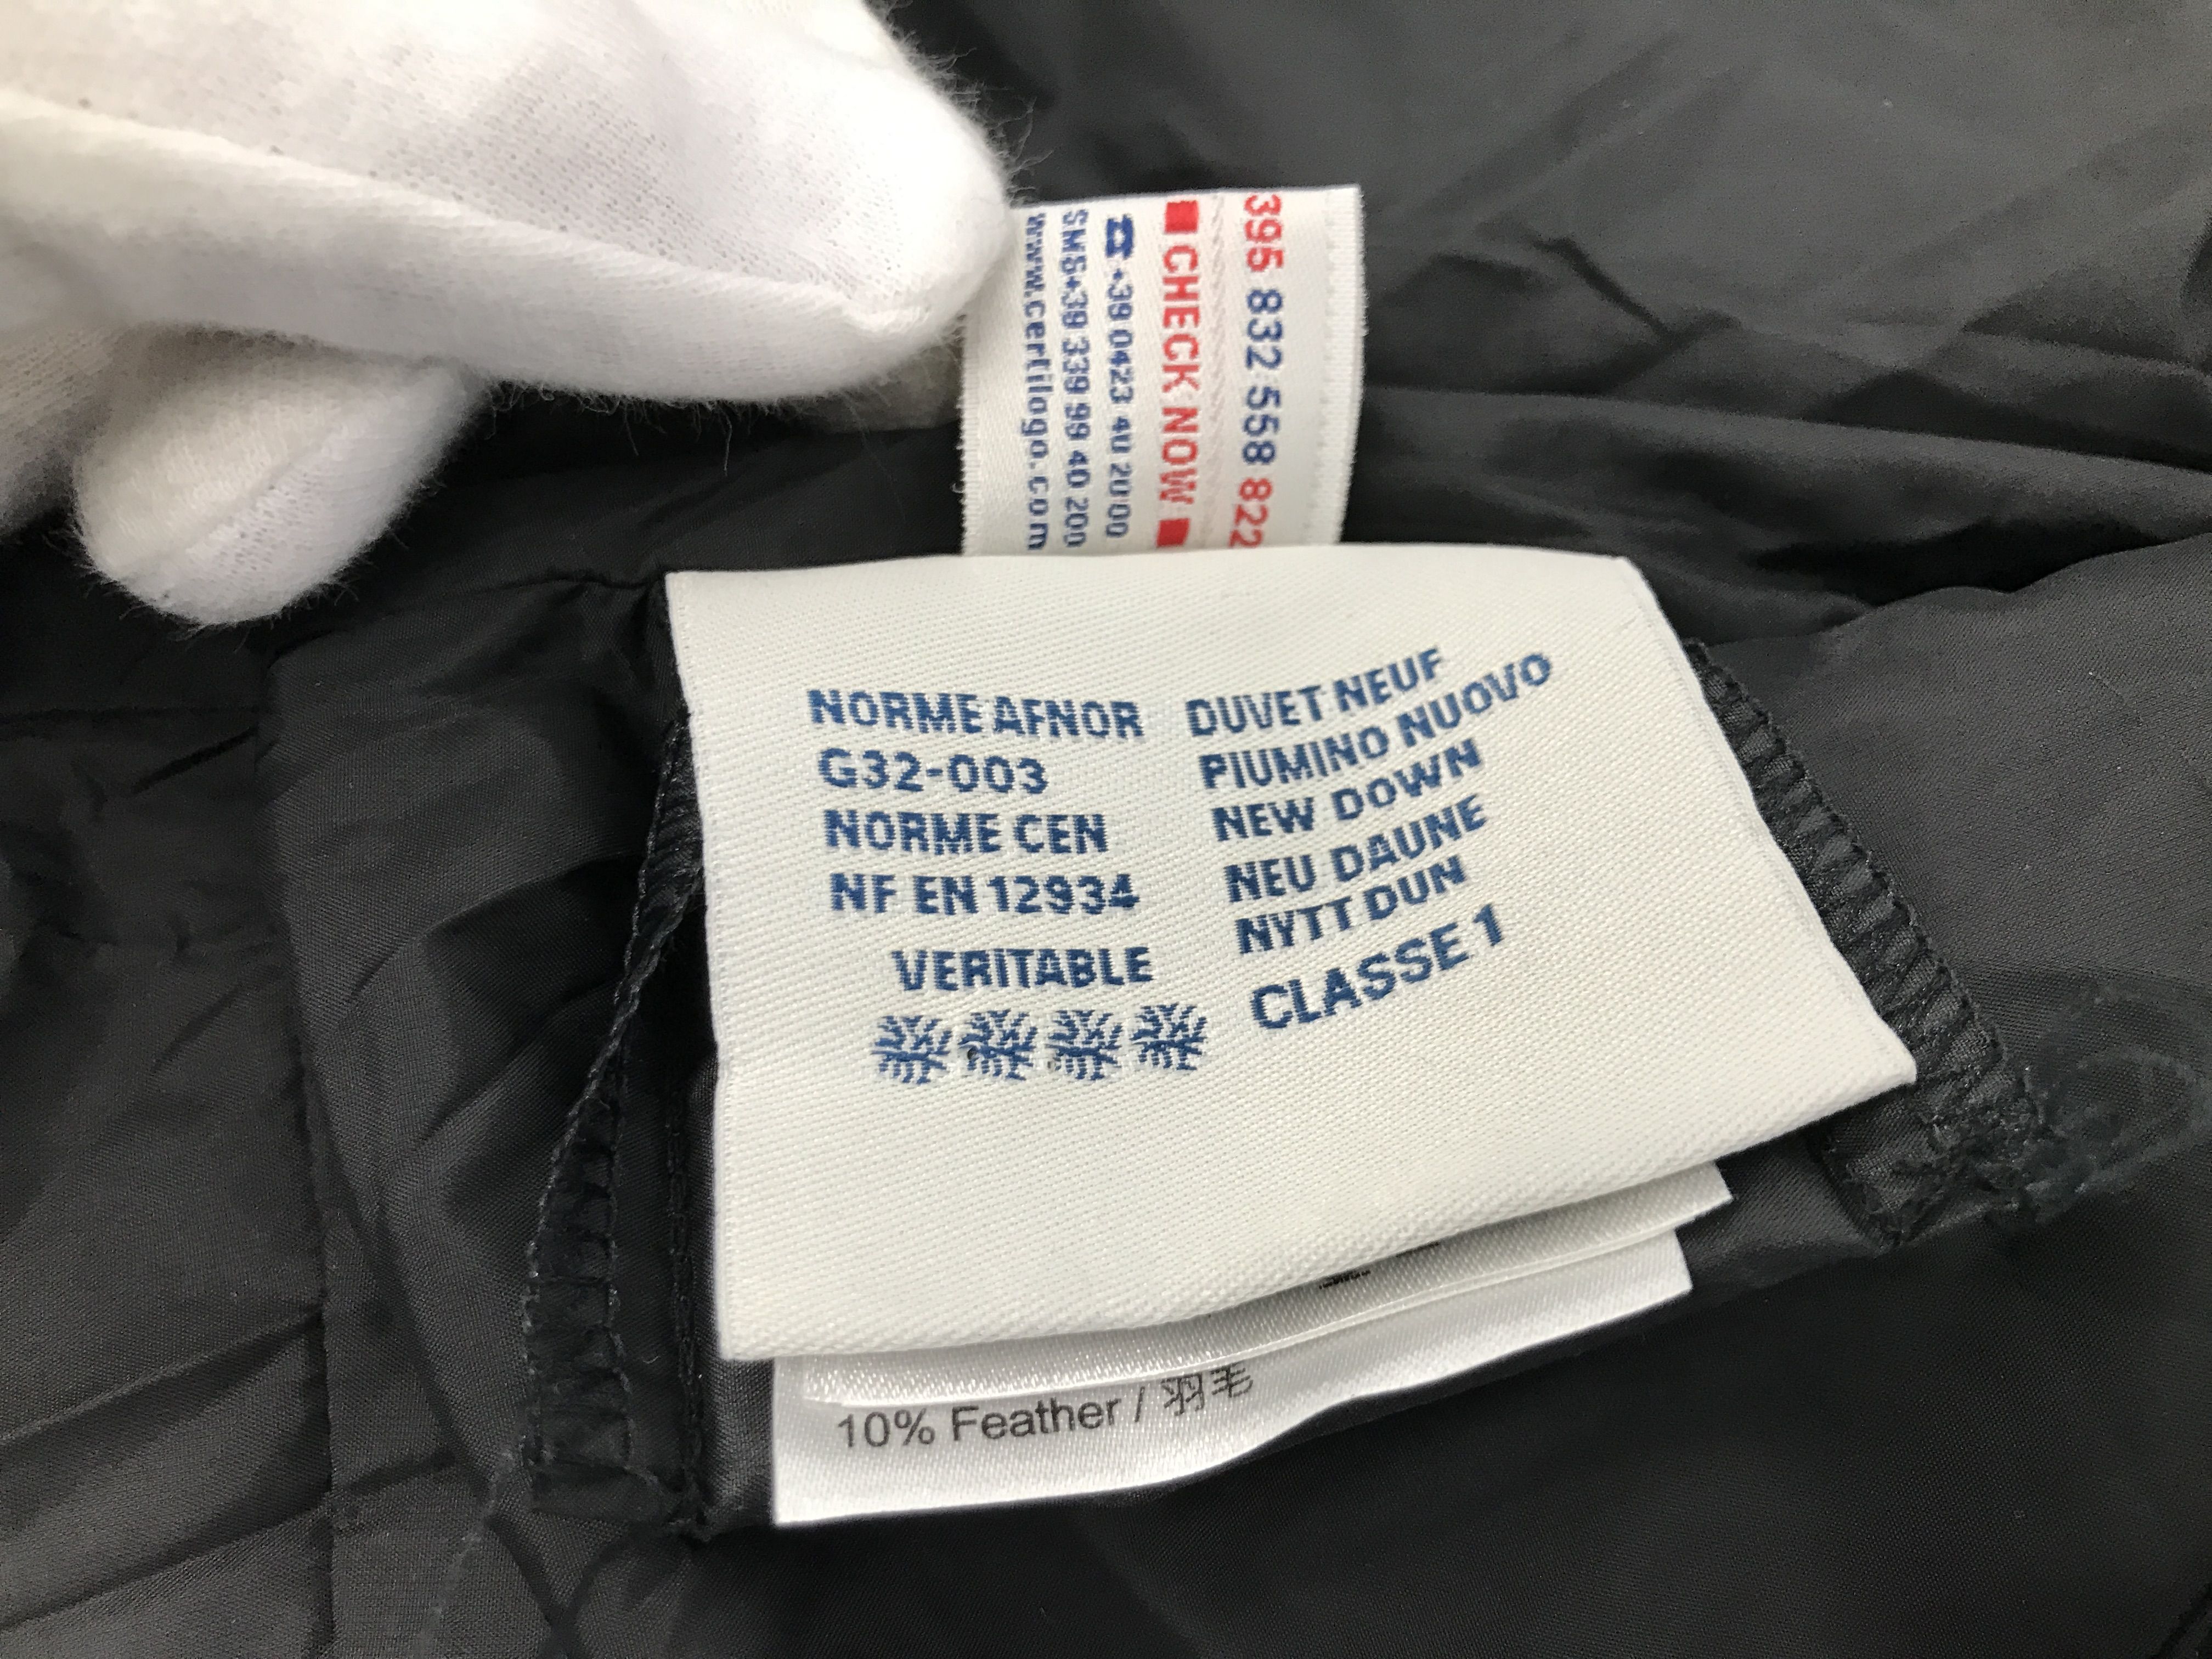 395 832 558 822
CHECK NOW
☎+39 0423 40 2000
SMS+39 339 99 40 200
www.certilogo.com
NORME AFNOR
G32-003
NORME CEN
NF EN 12934
VERITABLE
DUVET NEUF
PIUMINO NUOVO
NEW DOWN
NEU DAUNE
NYTT DUN
CLASSE 1
10% Feather / 羽毛